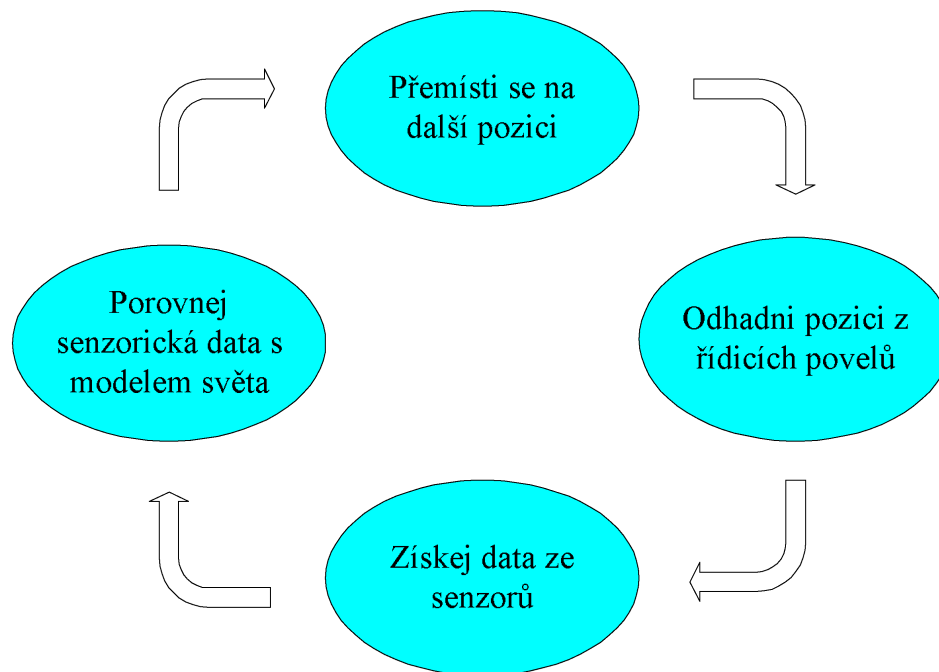 Přemísti se na
další pozici
Odhadni pozici z
řídicích povelů
Získej data ze
senzorů
Porovnej
senzorická data s
modelem světa